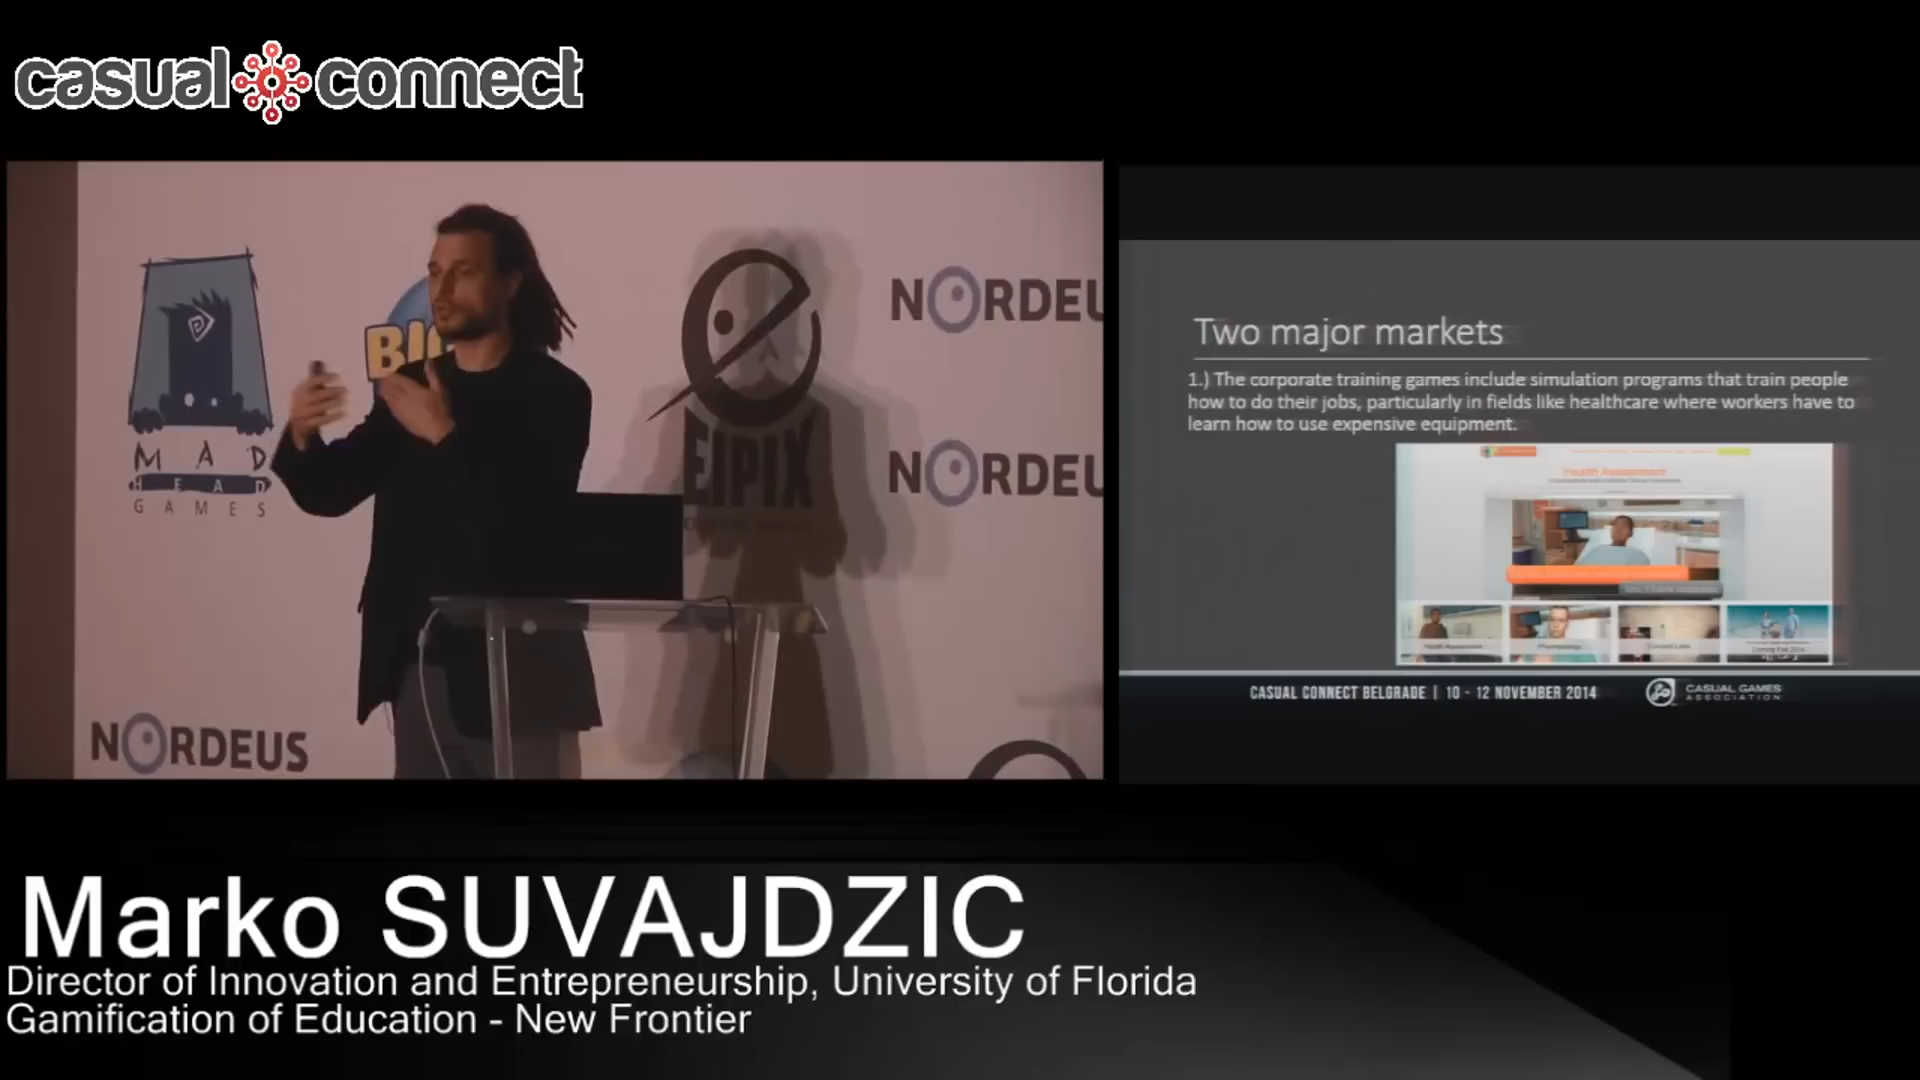 casual connect
MAD
HEAD
GAMES
BIG
EIPIX
NORDEUS
NORDEUS
NORDEUS
Two major markets
1.) The corporate training games include simulation programs that train people
how to do their jobs, particularly in fields like healthcare where workers have to
learn how to use expensive equipment.
Health Assessment
CASUAL CONNECT BELGRADE | 10 - 12 NOVEMBER 2014
CASUAL GAMES
ASSOCIATION
Marko SUVAJDZIC
Director of Innovation and Entrepreneurship, University of Florida
Gamification of Education - New Frontier